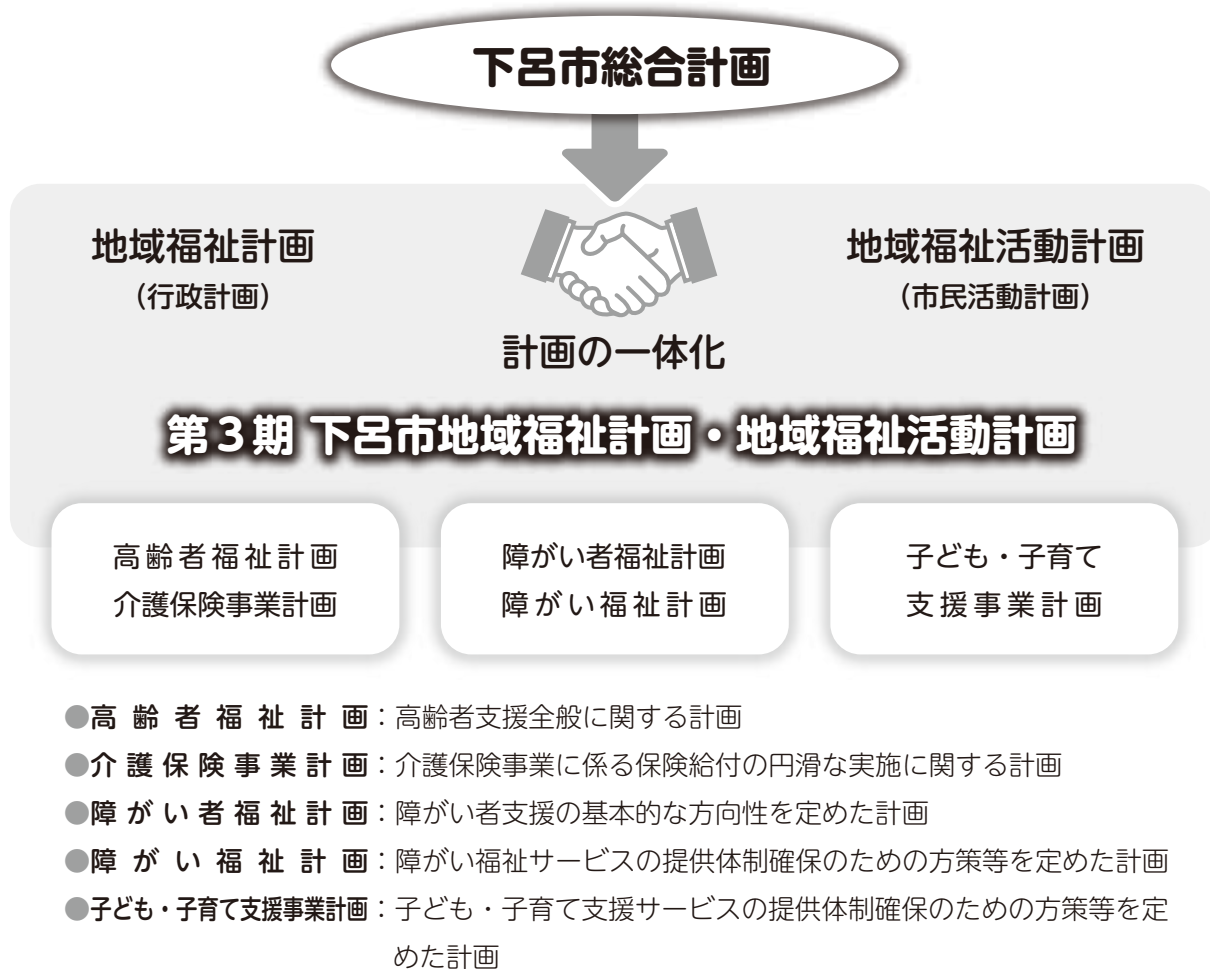 下呂市総合計画
地域福祉計画
（行政計画）
地域福祉活動計画
（市民活動計画）
計画の一体化
第３期 下呂市地域福祉計画・地域福祉活動計画
高齢者福祉計画
介護保険事業計画
障がい者福祉計画
障がい福祉計画
子ども・子育て
支援事業計画
●高齢者福祉計画：高齢者支援全般に関する計画
●介護保険事業計画：介護保険事業に係る保険給付の円滑な実施に関する計画
●障がい者福祉計画：障がい者支援の基本的な方向性を定めた計画
●障がい福祉計画：障がい福祉サービスの提供体制確保のための方策等を定めた計画
●子ども・子育て支援事業計画：子ども・子育て支援サービスの提供体制確保のための方策等を定
めた計画